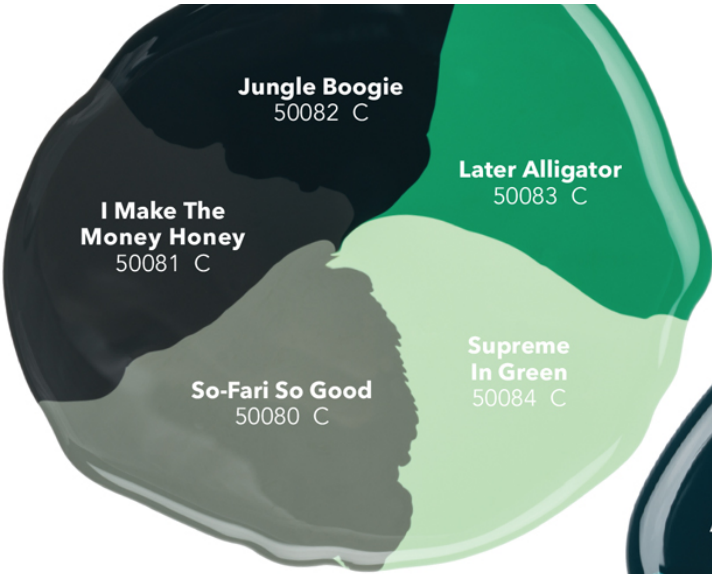 Jungle Boogie
50082 C
Later Alligator
50083 C
I Make The
Money Honey
50081 C
Supreme
In Green
50084 C
So-Fari So Good
50080 C